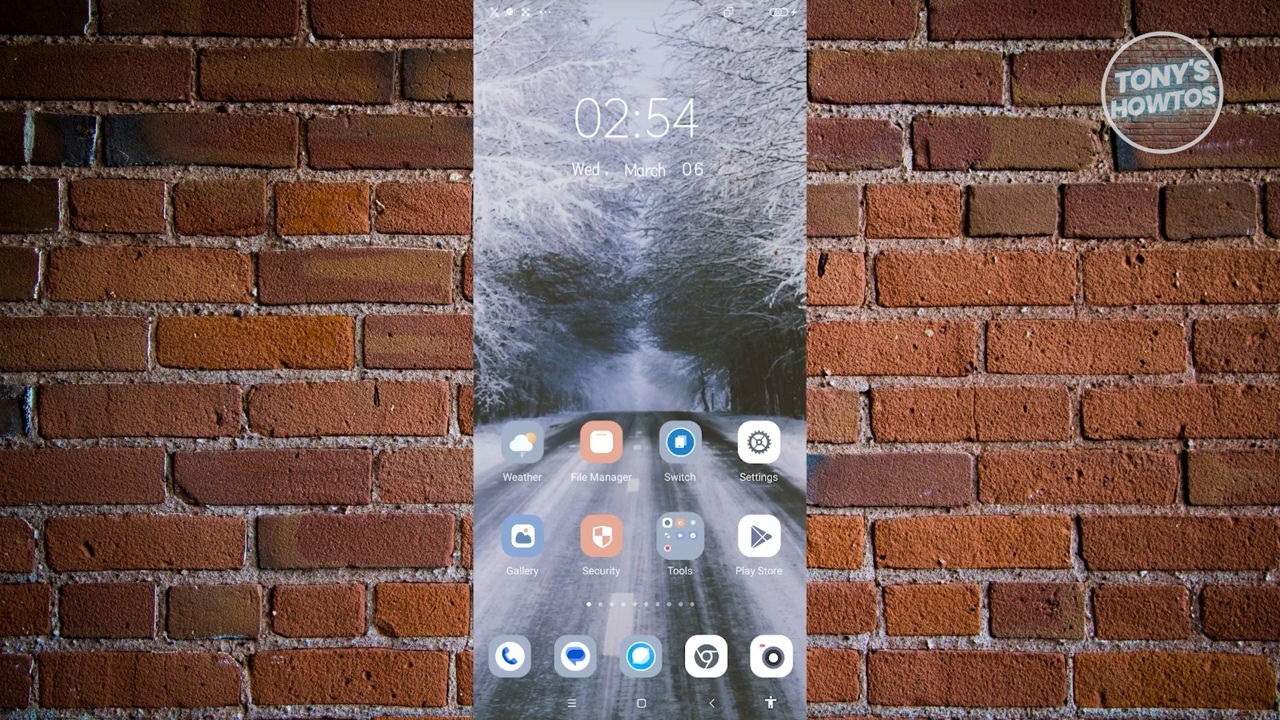 TONY'S
HOWTOS
02:54
Wed, March 06
Weather File Manager Switch Settings
Gallery Security Tools Play Store